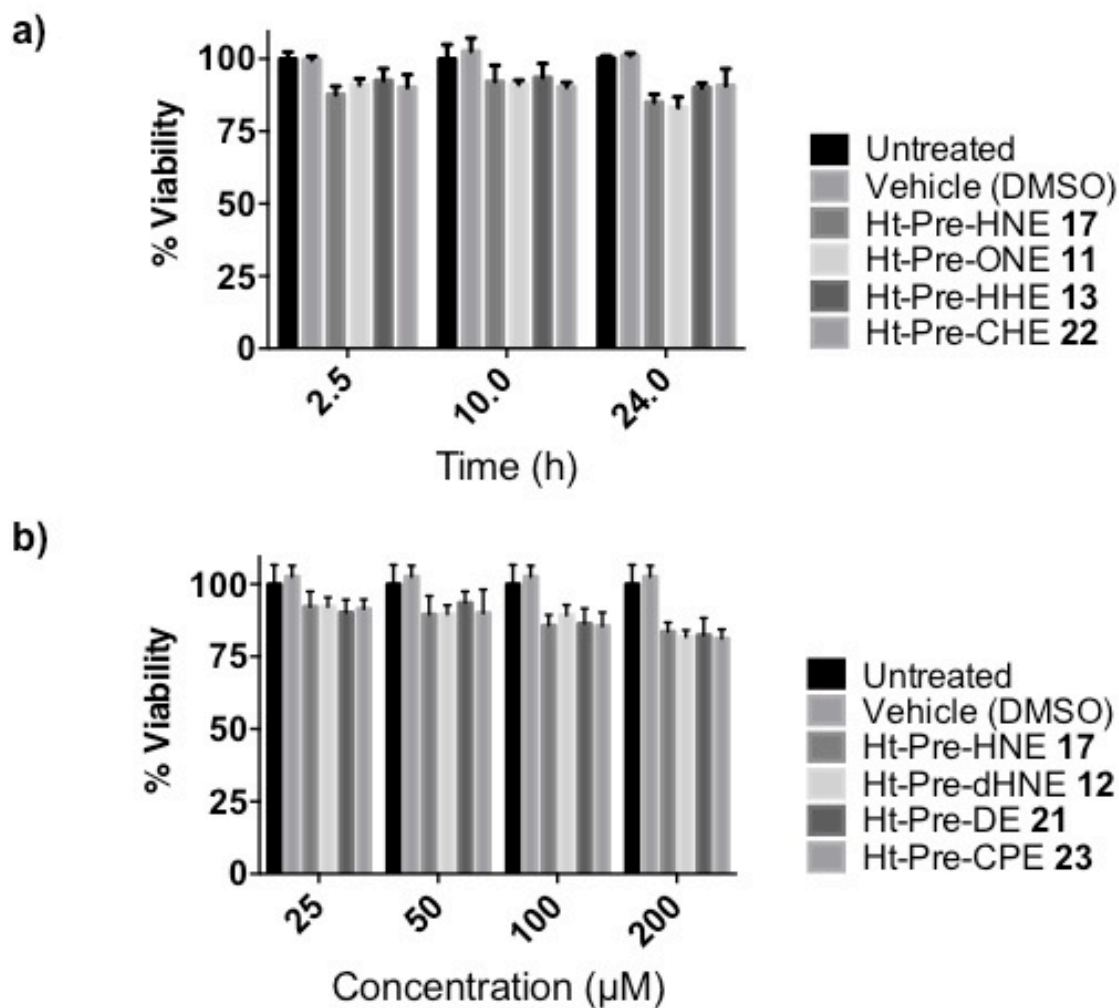 a)
100
75
50
25
0
% Viability
2.5
10.0
24.0
Time (h)
Untreated
Vehicle (DMSO)
Ht-Pre-HNE 17
Ht-Pre-ONE 11
Ht-Pre-HHE 13
Ht-Pre-CHE 22
b)
100
75
50
25
0
% Viability
25
50
100
200
Concentration (µM)
Untreated
Vehicle (DMSO)
Ht-Pre-HNE 17
Ht-Pre-dHNE 12
Ht-Pre-DE 21
Ht-Pre-CPE 23